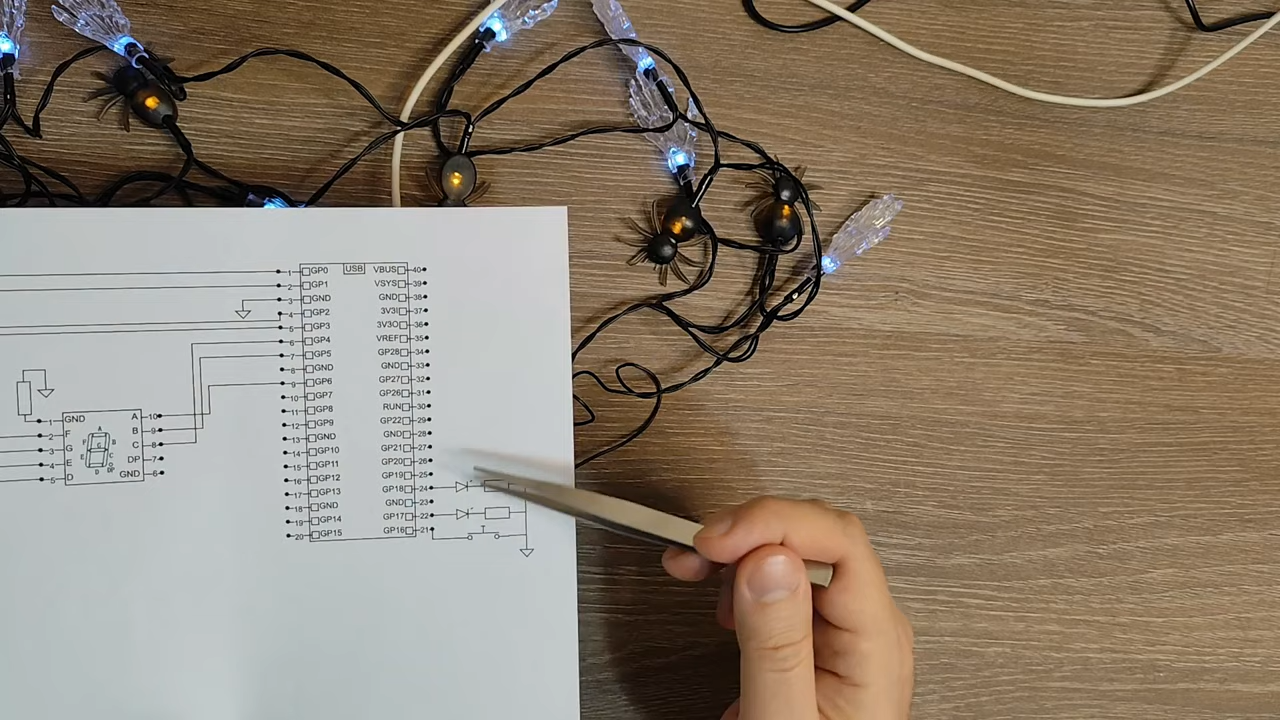 1 GP0 USB VBUS 40
2 GP1 VSYS 39
3 GND GND 38
4 GP2 3V3 37
5 GP3 3V3O 36
6 GP4 VREF 35
7 GP5 GP28 34
8 GND GND 33
9 GP6 GP27 32
10 GP7 GP26 31
11 GP8 RUN 30
12 GP9 GP22 29
13 GND GND 28
14 GP10 GP21 27
15 GP11 GP20 26
16 GP12 GP19 25
17 GP13 GP18 24
18 GND GND 23
19 GP14 GP17 22
20 GP15 GP16 21
1 GND A 10
2 F B 9
3 G C 8
4 E DP 7
5 D GND 6
A
F G B
E C
D DP